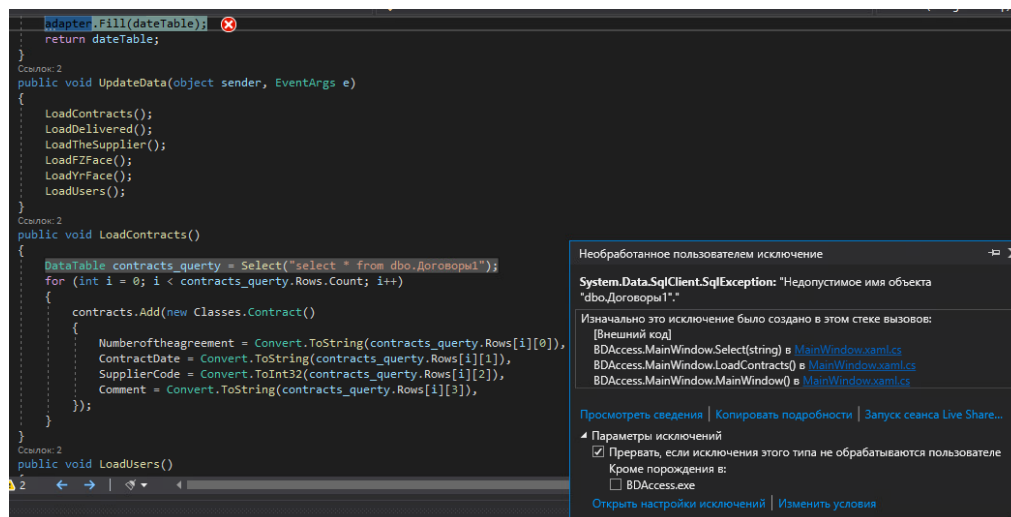 adapter.Fill(dateTable);
return dateTable;
}
Ссылок: 2
public void UpdateData(object sender, EventArgs e)
{
LoadContracts();
LoadDelivered();
LoadTheSupplier();
LoadFZFace();
LoadYrFace();
LoadUsers();
}
Ссылок: 2
public void LoadContracts()
{
DataTable contracts_querty = Select("select * from dbo.Договоры1");
for (int i = 0; i < contracts_querty.Rows.Count; i++)
{
contracts.Add(new Classes.Contract()
{
Numberoftheagreement = Convert.ToString(contracts_querty.Rows[i][0]),
ContractDate = Convert.ToString(contracts_querty.Rows[i][1]),
SupplierCode = Convert.ToInt32(contracts_querty.Rows[i][2]),
Comment = Convert.ToString(contracts_querty.Rows[i][3]),
});
}
}
Ссылок: 2
public void LoadUsers()
2
Необработанное пользователем исключение
System.Data.SqlClient.SqlException: "Недопустимое имя объекта
"dbo.Договоры1"."
Изначально это исключение было создано в этом стеке вызовов:
[Внешний код]
BDAccess.MainWindow.Select(string) в MainWindow.xaml.cs
BDAccess.MainWindow.LoadContracts() в MainWindow.xaml.cs
BDAccess.MainWindow.MainWindow() в MainWindow.xaml.cs
Просмотреть сведения | Копировать подробности | Запуск сеанса Live Share...
Параметры исключений
Прервать, если исключения этого типа не обрабатываются пользователе
Кроме порождения в:
BDAccess.exe
Открыть настройки исключений | Изменить условия